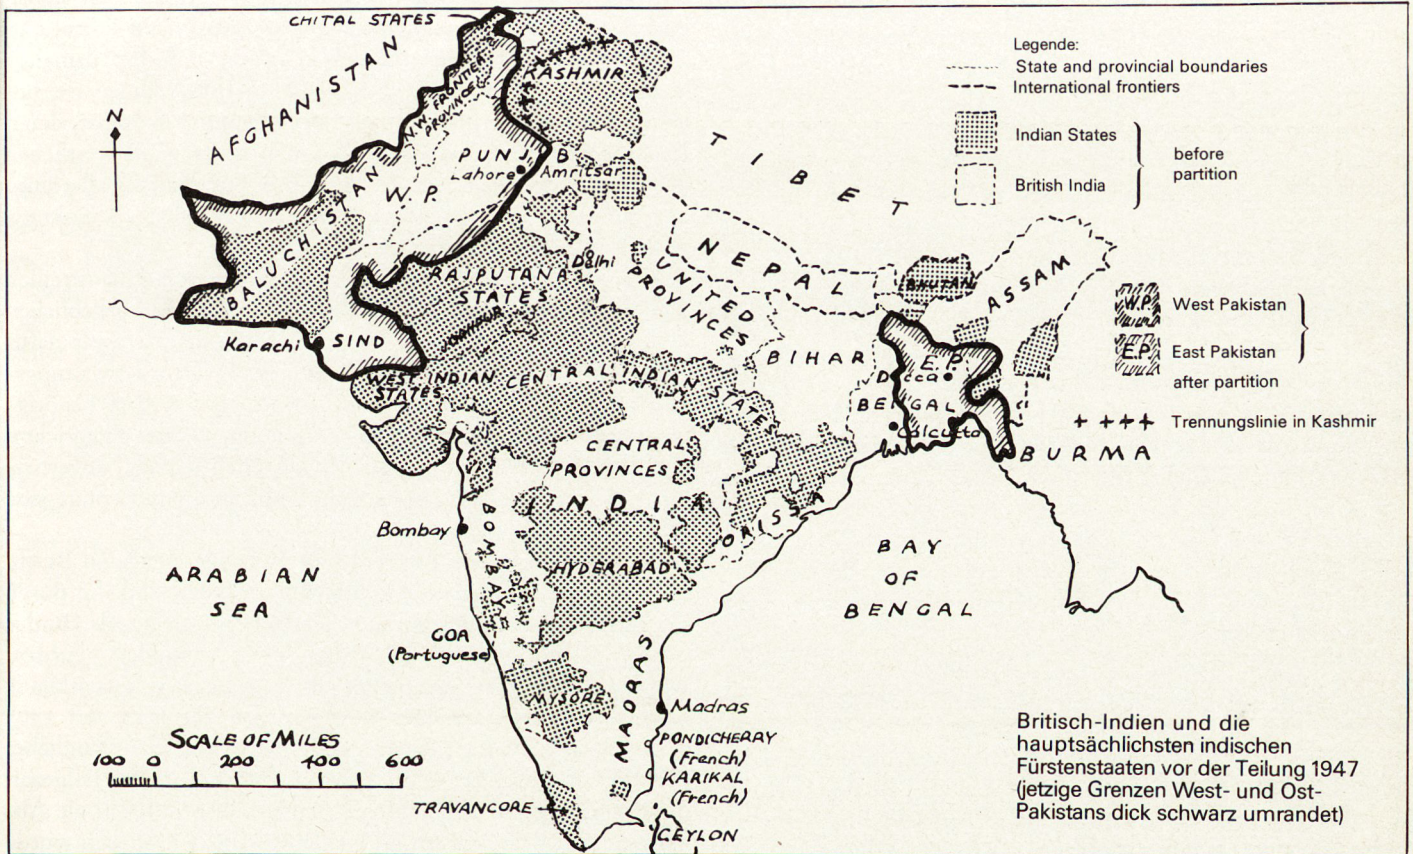 CHITAL STATES
AFGHANISTAN
N.W. FRONTIER
PROVINCE
KASHMIR
N
PUNJ B
Lahore
Amritsar
W.P.
BALUCHISTAN
TIBET
Delhi
RAJPUTANA
STATES
JODHPUR
NEPAL
UNITED
PROVINCES
BHUTAN
ASSAM
Karachi
SIND
BIHAR
E.P.
Dacca
BENGAL
Calcutta
WEST INDIAN
STATES
CENTRAL INDIAN STATES
CENTRAL
PROVINCES
BURMA
INDIA
ORISSA
Bombay
BOMBAY
HYDERABAD
ARABIAN
SEA
BAY
OF
BENGAL
GOA
(Portuguese)
MYSORE
MADRAS
Madras
PONDICHERRY
(French)
KARIKAL
(French)
TRAVANCORE
CEYLON
SCALE OF MILES
100 0 200 400 600
Legende:
State and provincial boundaries
International frontiers
Indian States
British India
before
partition
W.P. West Pakistan
E.P. East Pakistan
after partition
Trennungslinie in Kashmir
Britisch-Indien und die
hauptsächlichsten indischen
Fürstenstaaten vor der Teilung 1947
(jetzige Grenzen West- und Ost-
Pakistans dick schwarz umrandet)